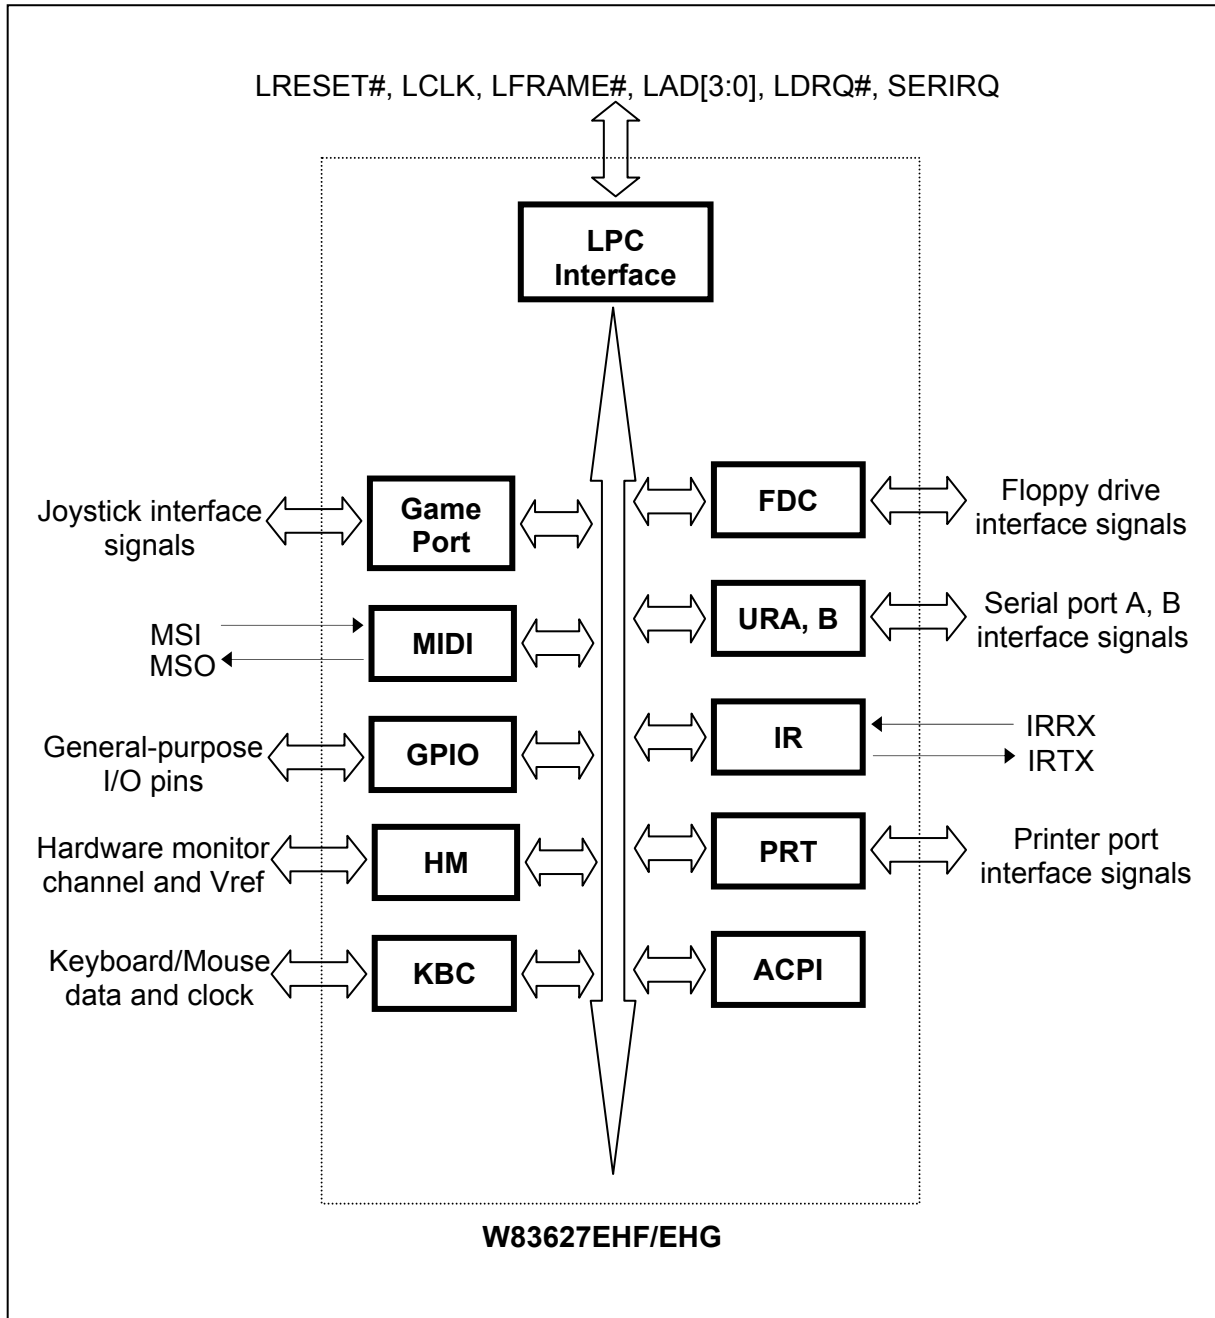 LRESET#, LCLK, LFRAME#, LAD[3:0], LDRQ#, SERIRQ
LPC
Interface
Joystick interface
signals
Game
Port
FDC
Floppy drive
interface signals
MSI
MSO
MIDI
URA, B
Serial port A, B
interface signals
General-purpose
I/O pins
GPIO
IR
IRRX
IRTX
Hardware monitor
channel and Vref
HM
PRT
Printer port
interface signals
Keyboard/Mouse
data and clock
KBC
ACPI
W83627EHF/EHG